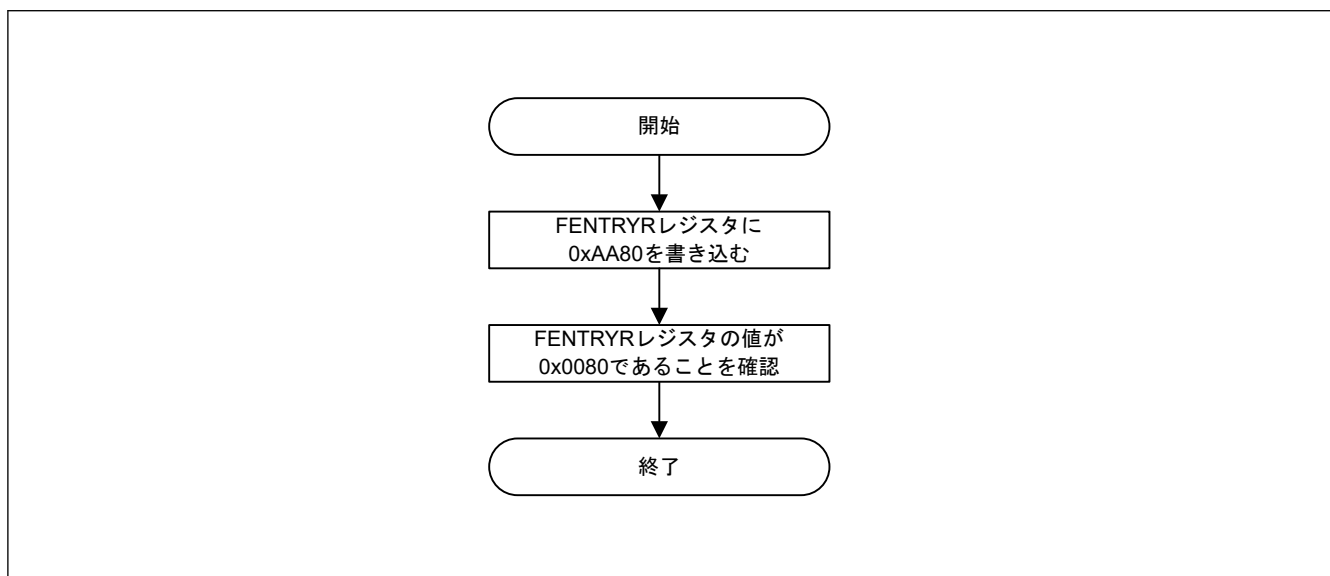 開始
FENTRYRレジスタに
0xAA80を書き込む
FENTRYRレジスタの値が
0x0080であることを確認
終了